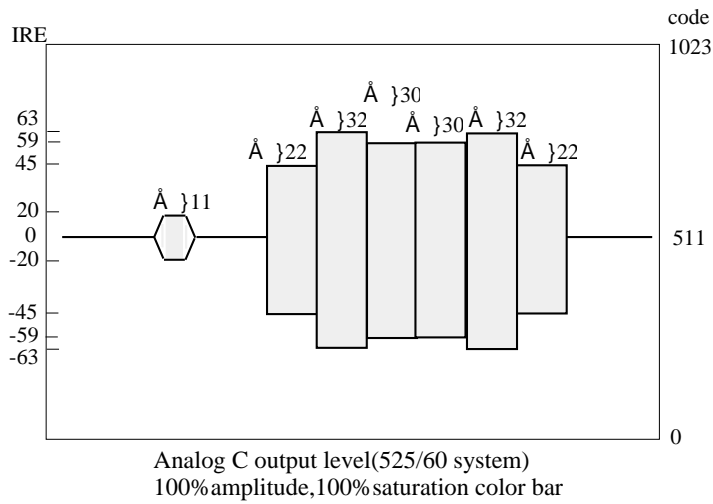 code
IRE
1023
Å }30
63
Å }32
Å }30
Å }32
59
45
Å }22
Å }22
20
Å }11
0
511
-20
-45
-59
-63
0
Analog C output level(525/60 system)
100%amplitude,100%saturation color bar